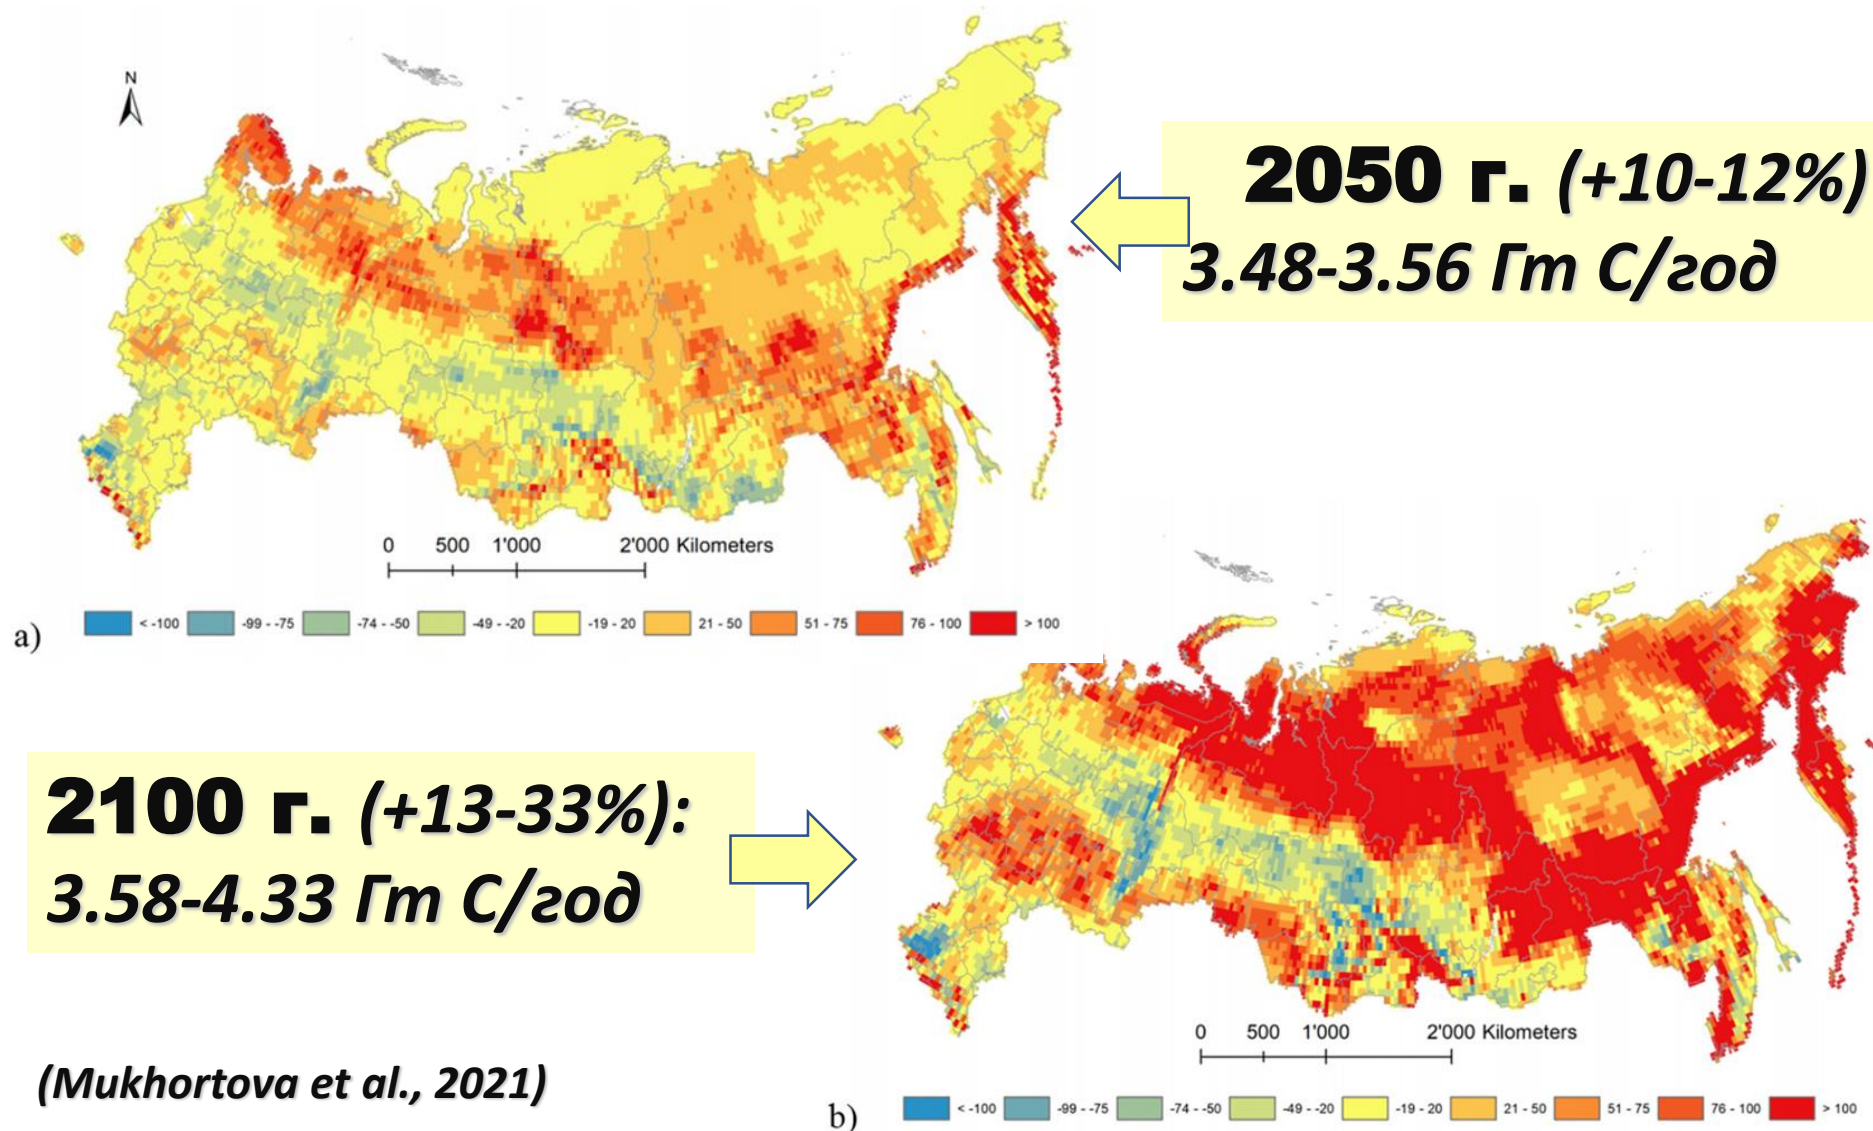 N
2050 г. (+10-12%)
3.48-3.56 Гт С/год
0 500 1'000 2'000 Kilometers
a) < -100 -99 - -75 -74 - -50 -49 - -20 -19 - 20 21 - 50 51 - 75 76 - 100 > 100
2100 г. (+13-33%):
3.58-4.33 Гт С/год
0 500 1'000 2'000 Kilometers
b) < -100 -99 - -75 -74 - -50 -49 - -20 -19 - 20 21 - 50 51 - 75 76 - 100 > 100
(Mukhortova et al., 2021)